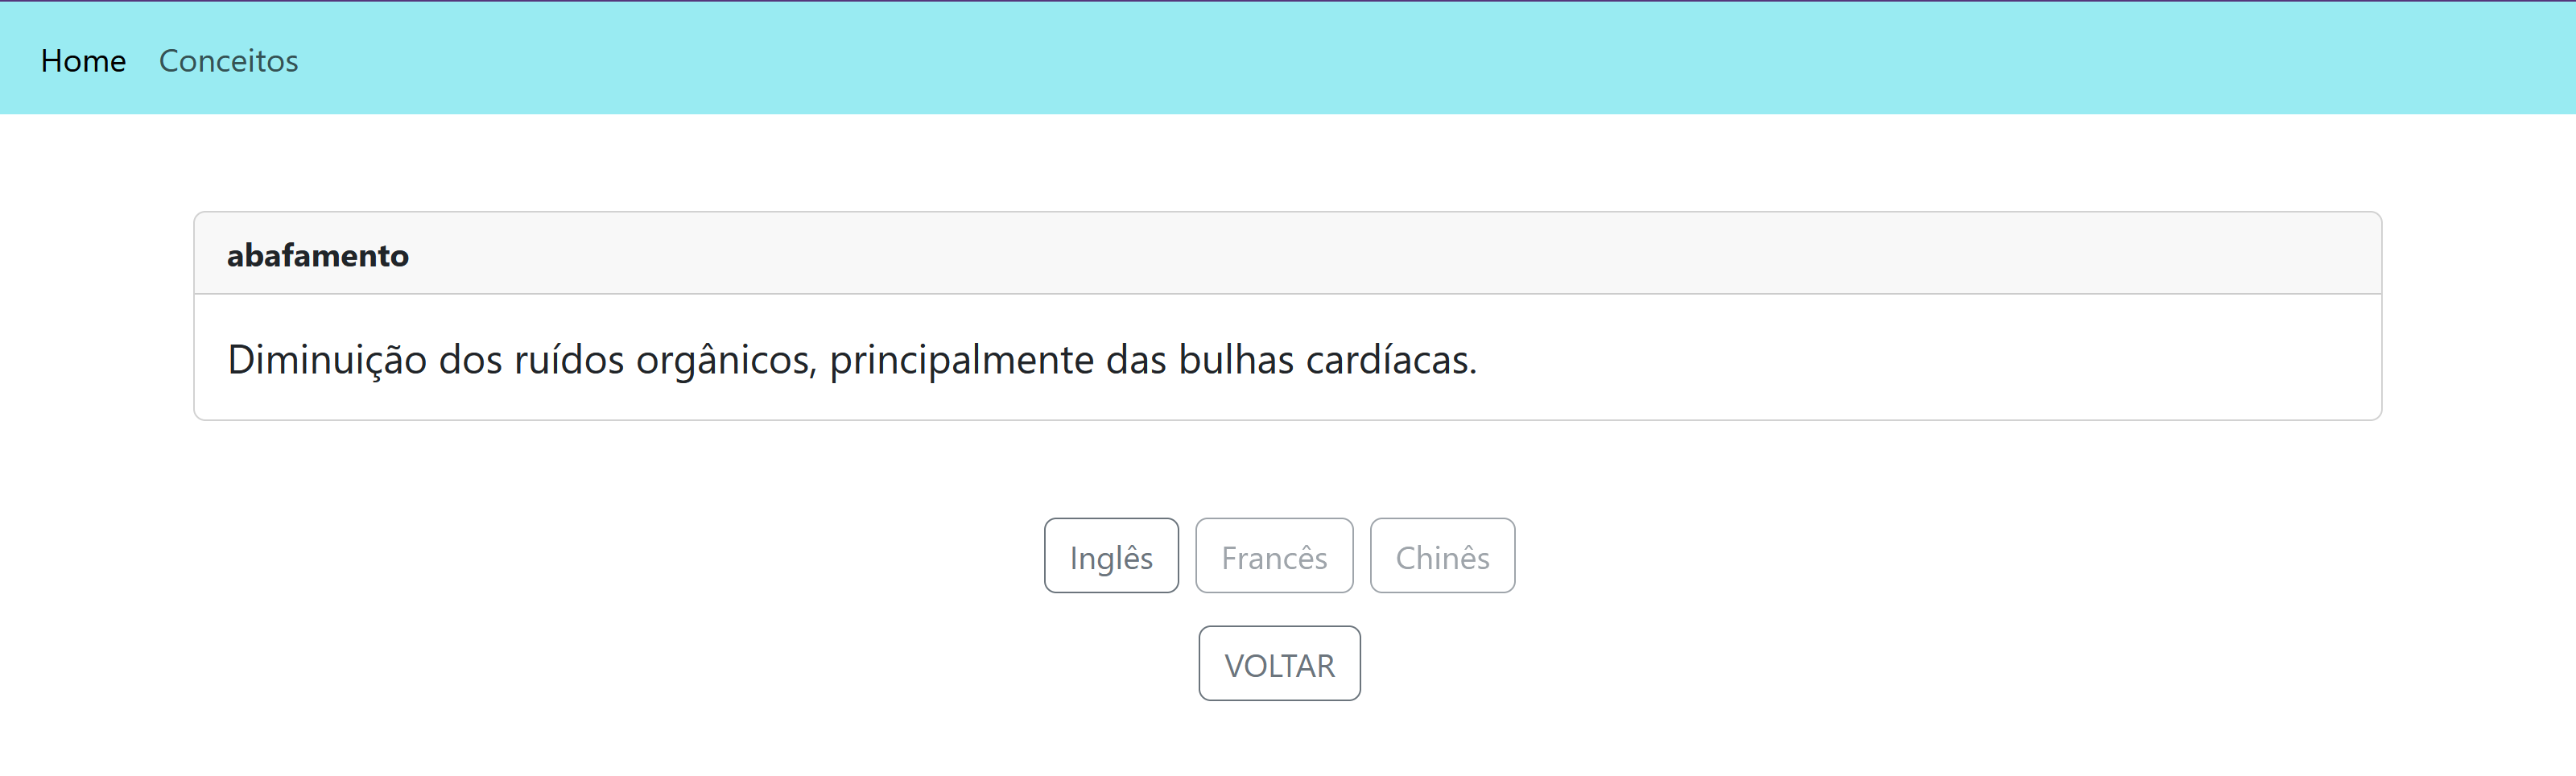 Home Conceitos
abafamento
Diminuição dos ruídos orgânicos, principalmente das bulhas cardíacas.
Inglês Francês Chinês
VOLTAR